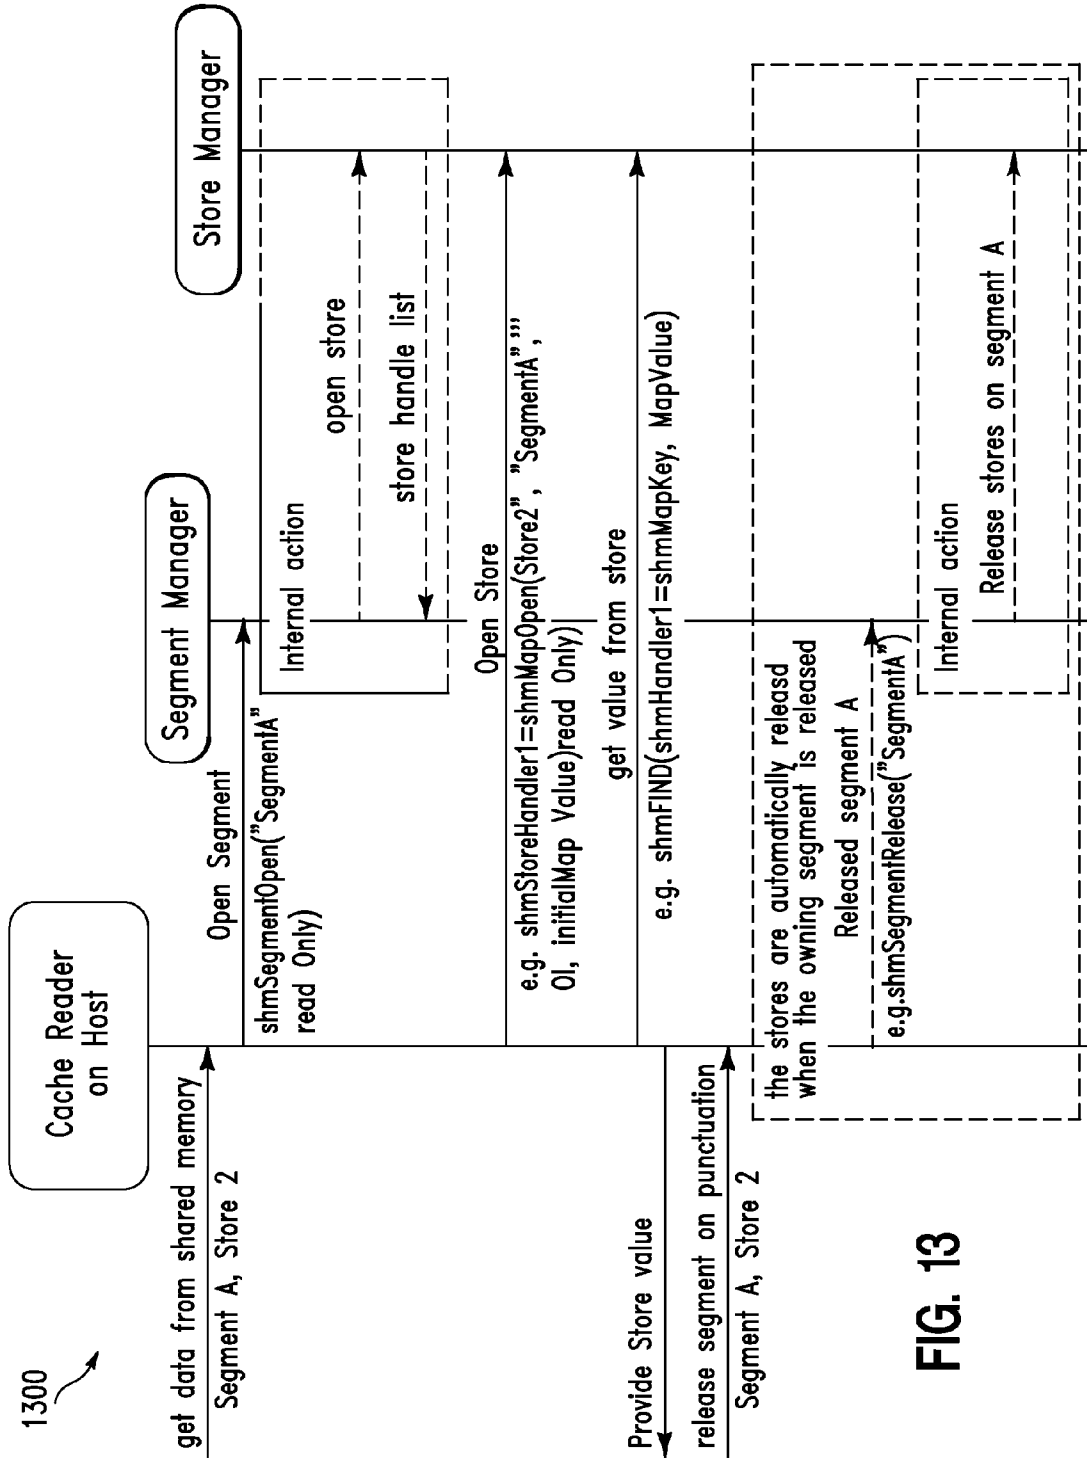 1300
Cache Reader
on Host
Segment Manager
Store Manager
get data from shared memory
Segment A, Store 2
Open Segment
shmSegmentOpen("SegmentA"
read Only)
Internal action
open store
store handle list
Open Store
e.g. shmStoreHandler1=shmMapOpen(Store2", "SegmentA",'''
OI, initialMap Value)read Only)
get value from store
e.g. shmFIND(shmHandler1=shmMapKey, MapValue)
Provide Store value
release segment on punctuation
Segment A, Store 2
the stores are automatically releasd
when the owning segment is released
Released segment A
e.g.shmSegmentRelease("SegmentA")
Internal action
Release stores on segment A
FIG. 13